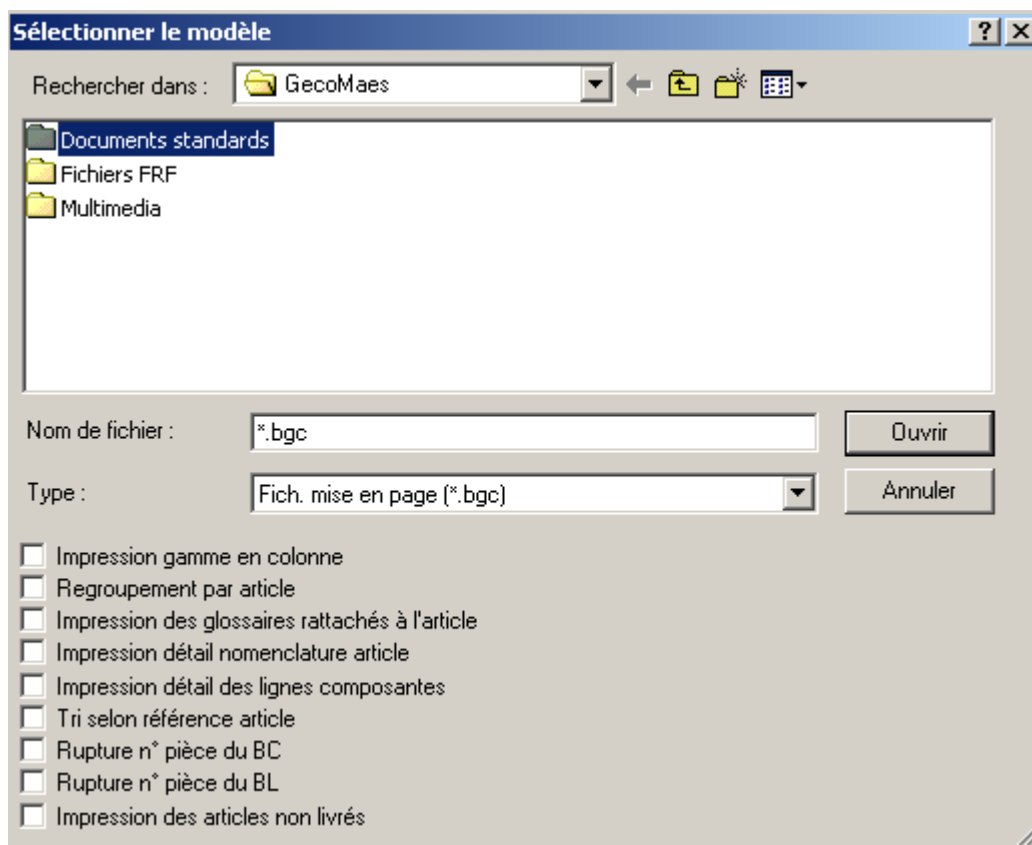 Sélectionner le modèle
Rechercher dans : GecoMaes
Documents standards
Fichiers FRF
Multimedia
Nom de fichier : *.bgc Ouvrir
Type : Fich. mise en page (*.bgc) Annuler
Impression gamme en colonne
Regroupement par article
Impression des glossaires rattachés à l'article
Impression détail nomenclature article
Impression détail des lignes composantes
Tri selon référence article
Rupture n° pièce du BC
Rupture n° pièce du BL
Impression des articles non livrés